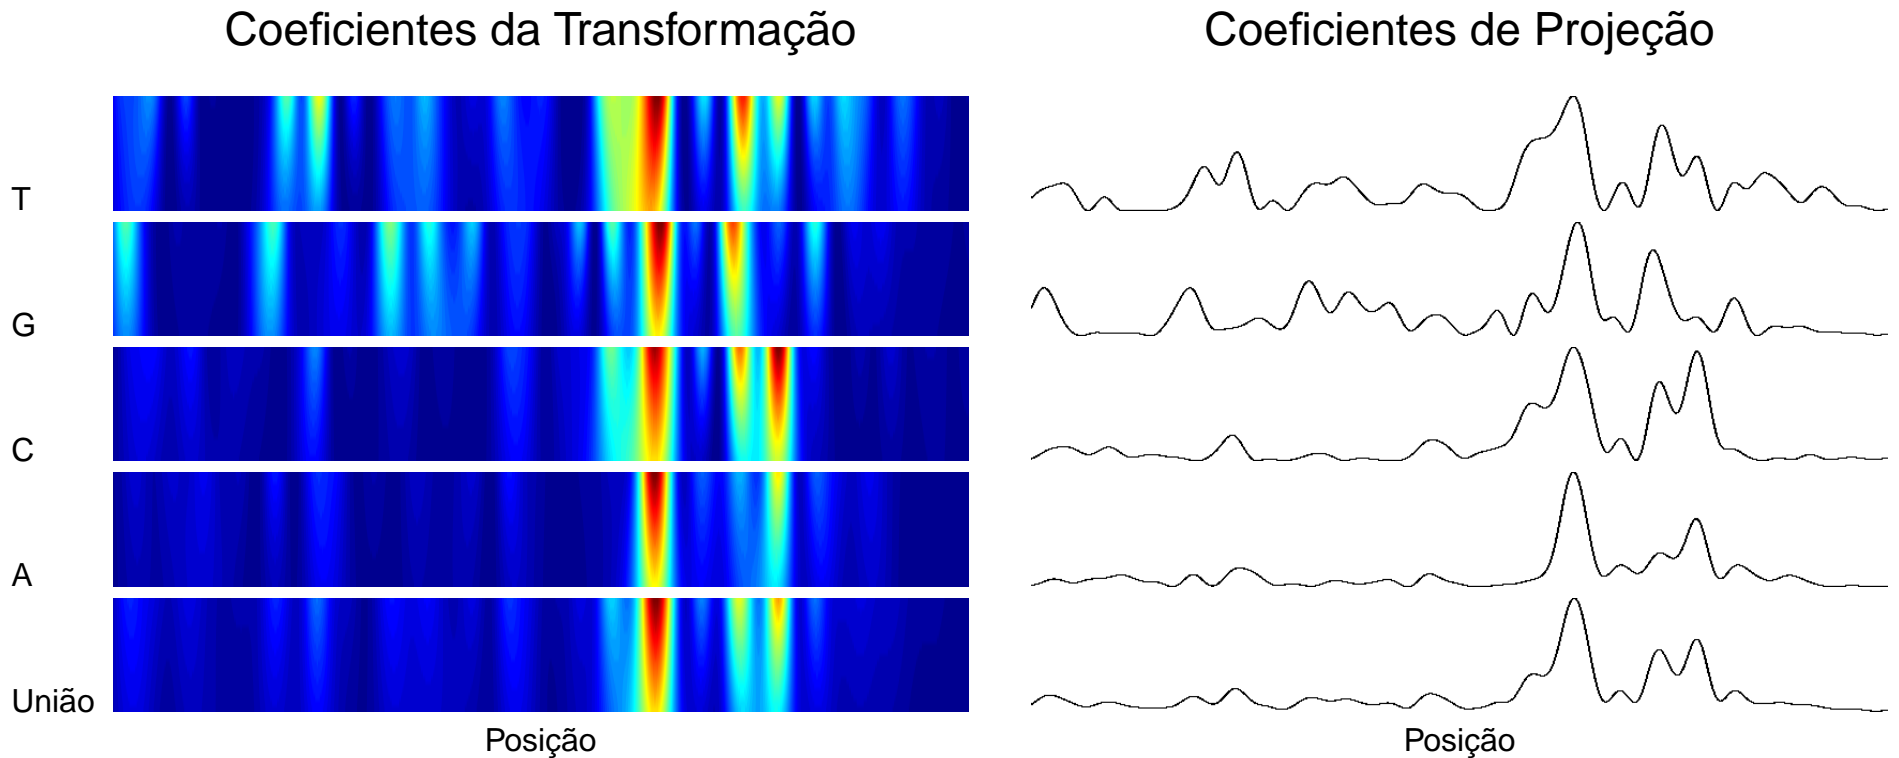 Coeficientes da Transformação
Coeficientes de Projeção
T
G
C
A
União
Posição
Posição